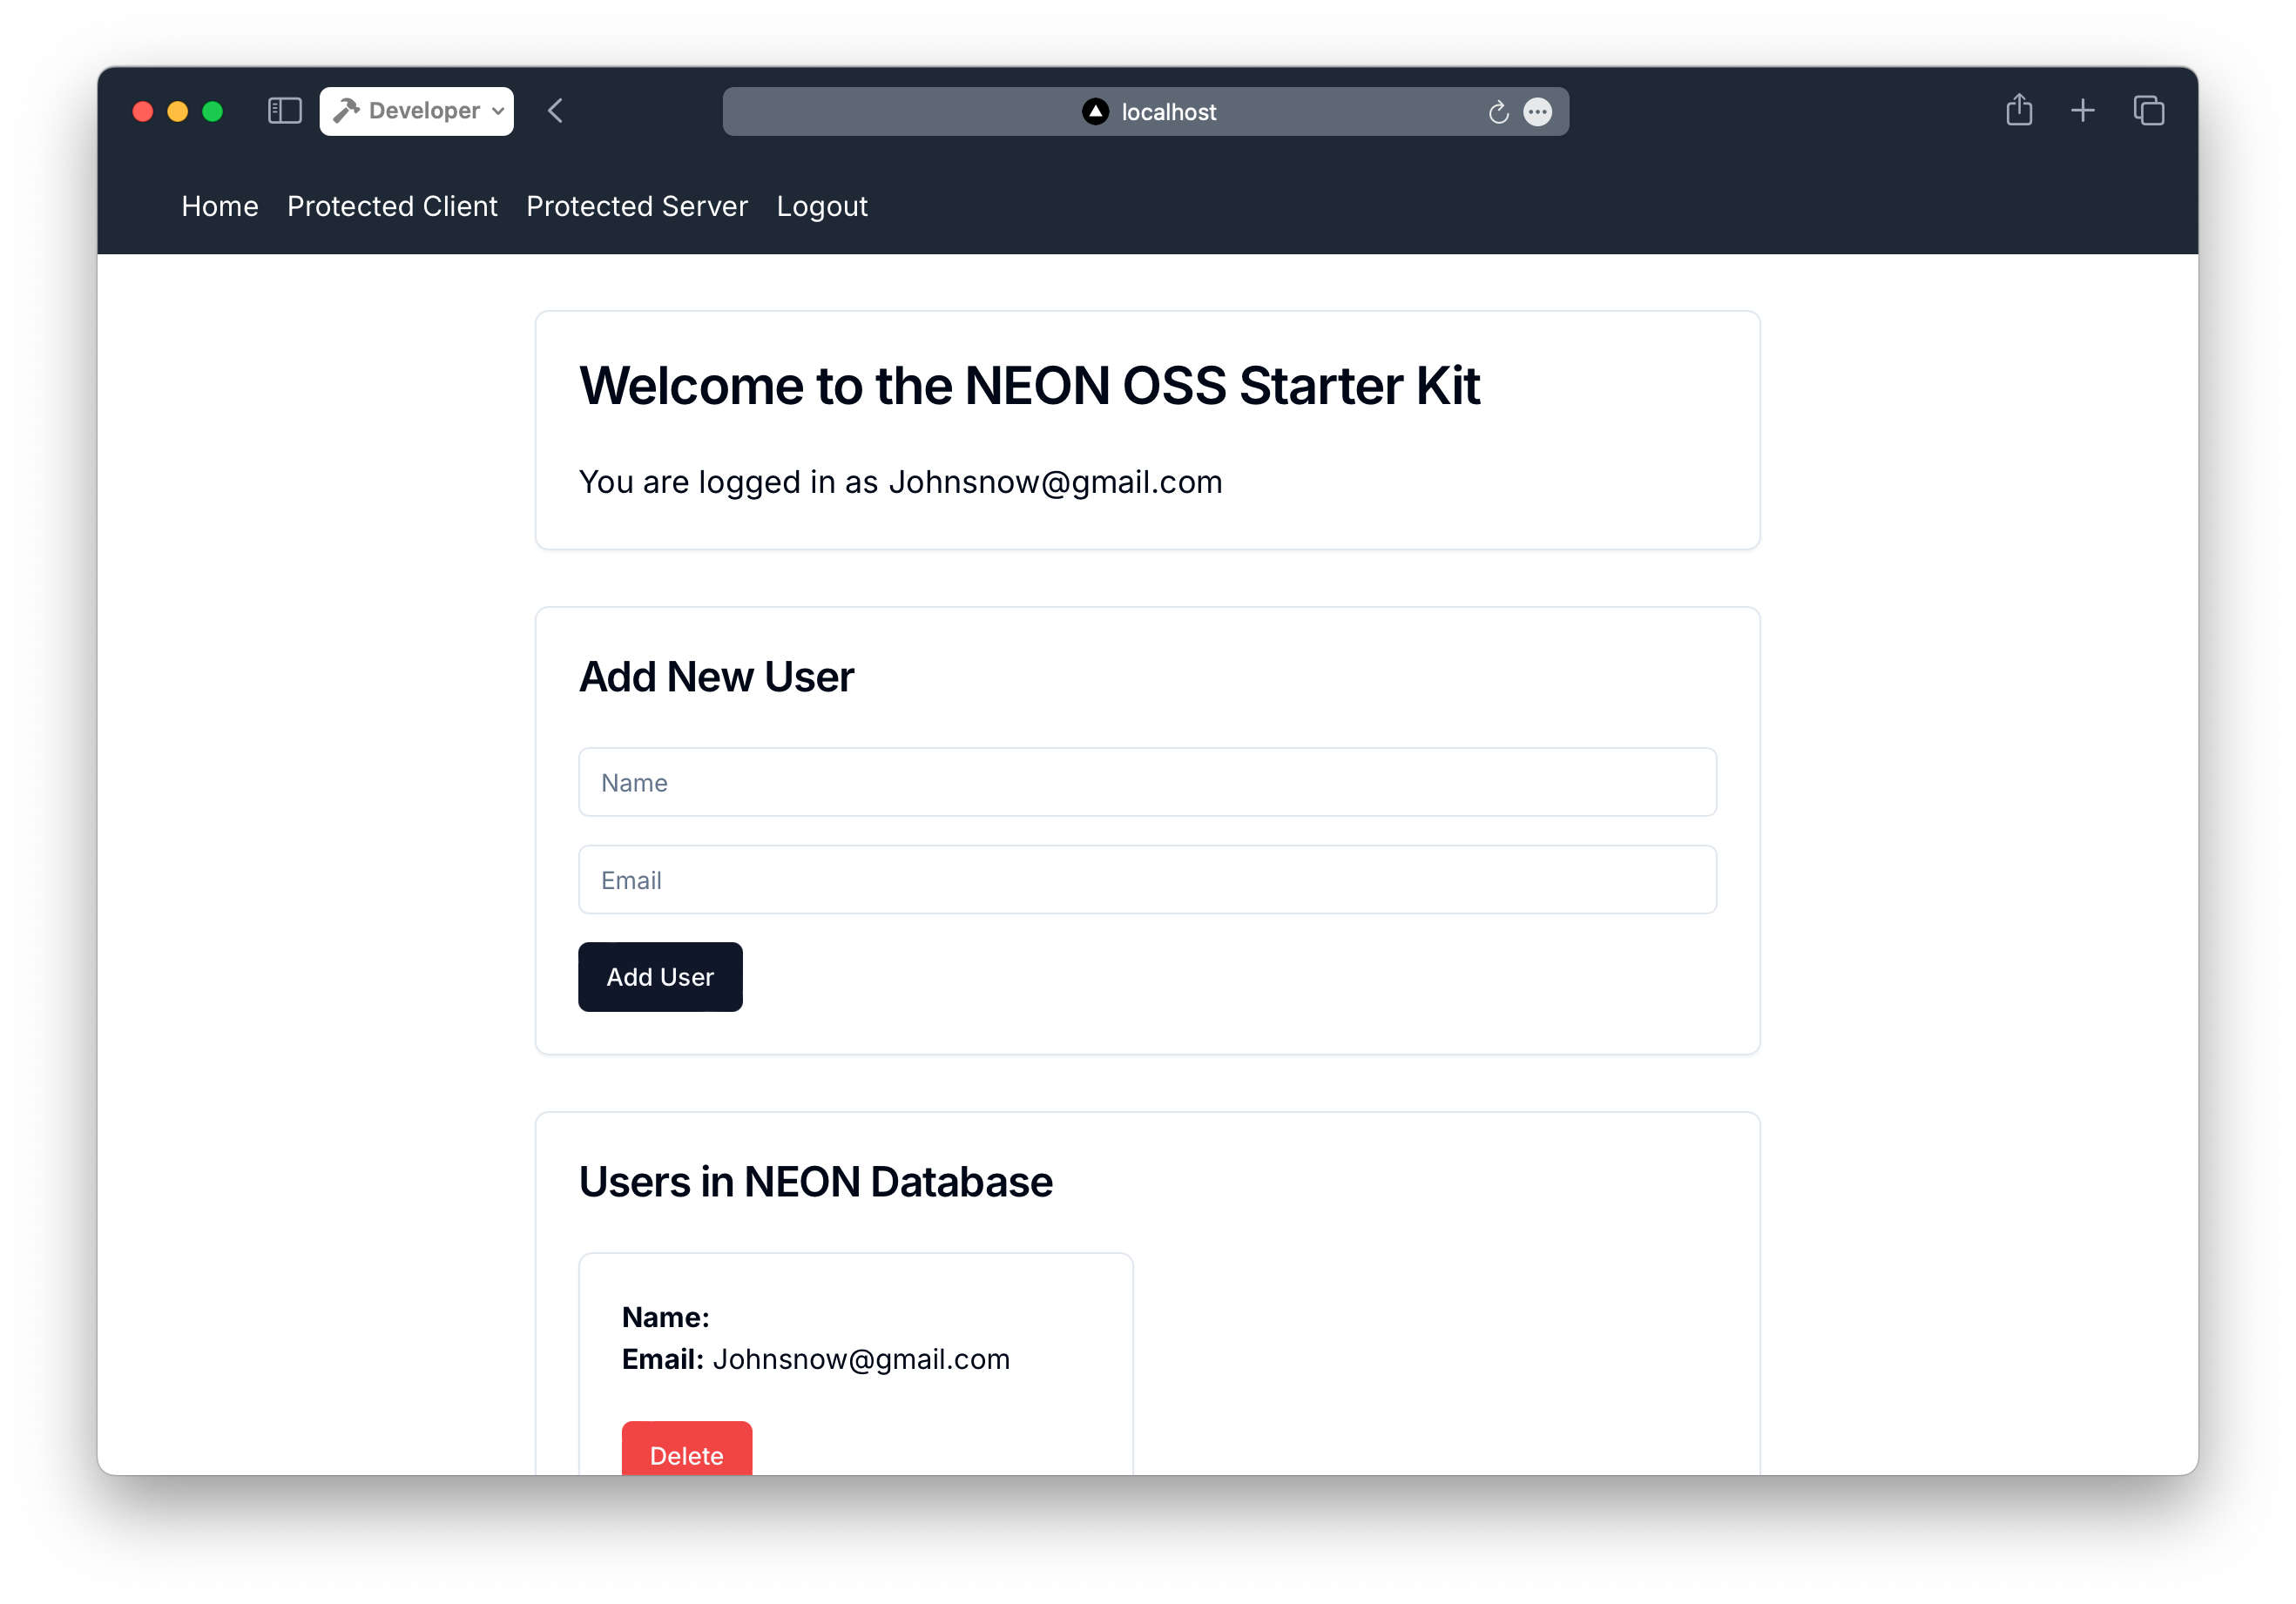 Developer
localhost
Home Protected Client Protected Server Logout
Welcome to the NEON OSS Starter Kit
You are logged in as Johnsnow@gmail.com
Add New User
Name
Email
Add User
Users in NEON Database
Name:
Email: Johnsnow@gmail.com
Delete